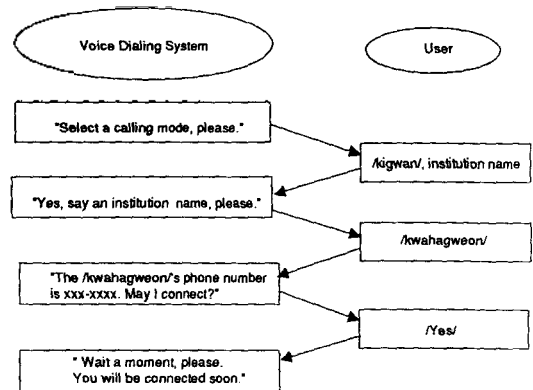 Voice Dialing System
User
"Select a calling mode, please."
/kigwan/, institution name
"Yes, say an institution name, please."
/kwahagweon/
"The /kwahagweon/'s phone number
is xxx-xxxx. May I connect?"
/Yes/
" Wait a moment, please.
You will be connected soon."